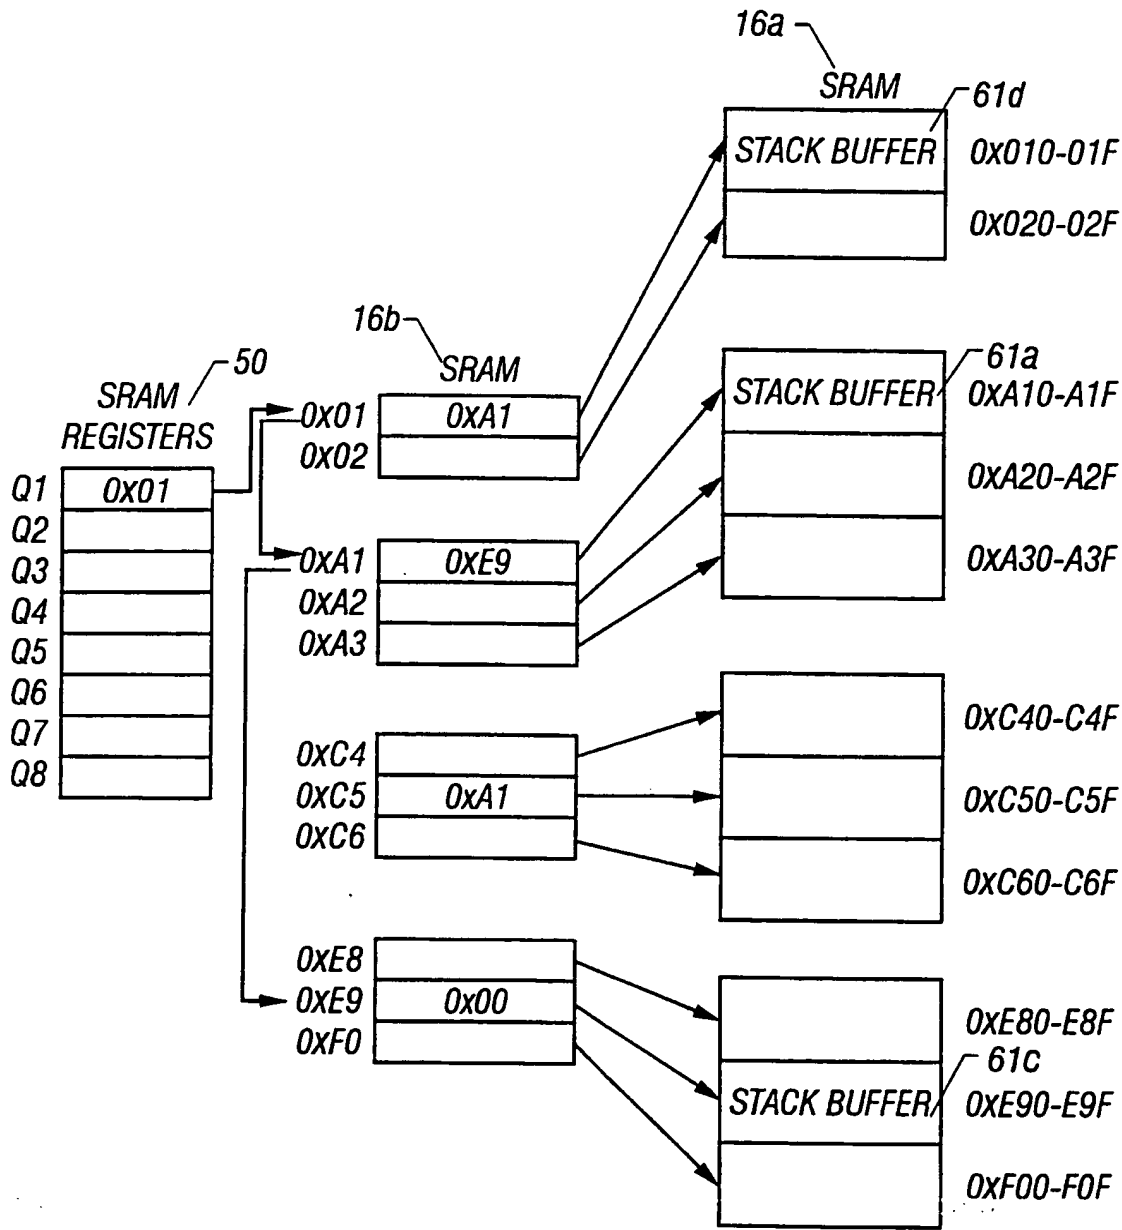 16a
SRAM
61d
STACK BUFFER
0x010-01F
0x020-02F
16b
SRAM
50
SRAM
REGISTERS
61a
STACK BUFFER
0xA10-A1F
0xA20-A2F
0xA30-A3F
0x01
0xA1
0x02
Q1
0x01
Q2
Q3
Q4
Q5
Q6
Q7
Q8
0xA1
0xE9
0xA2
0xA3
0xC4
0xC5
0xA1
0xC6
0xC40-C4F
0xC50-C5F
0xC60-C6F
0xE8
0xE9
0x00
0xF0
0xE80-E8F
61c
STACK BUFFER
0xE90-E9F
0xF00-F0F